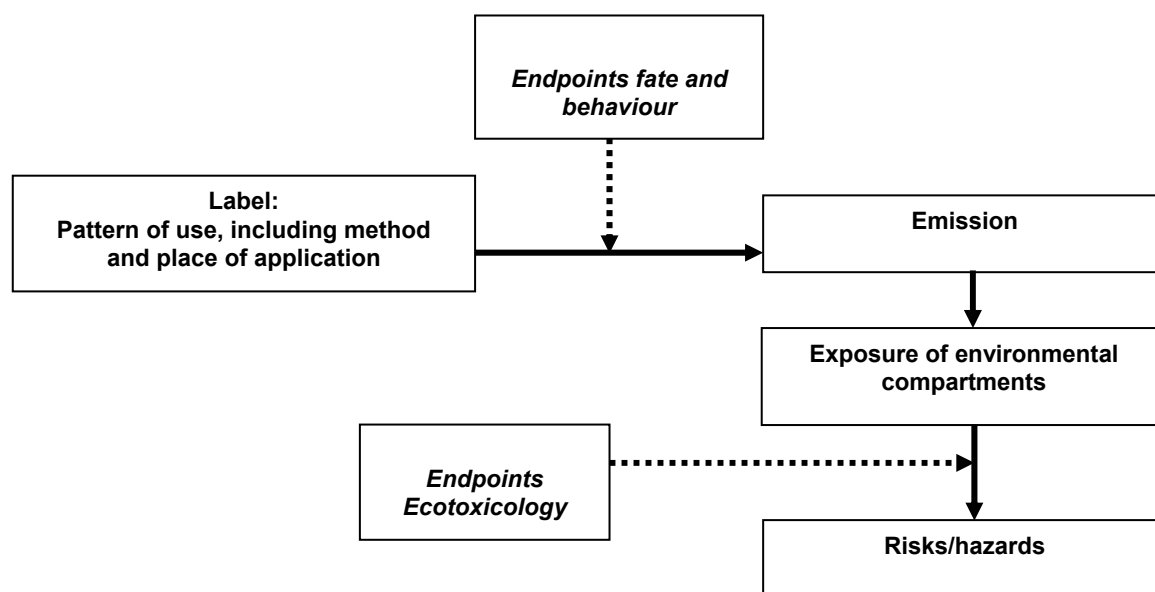 Endpoints fate and
behaviour
Label:
Pattern of use, including method
and place of application
Emission
Exposure of environmental
compartments
Endpoints
Ecotoxicology
Risks/hazards